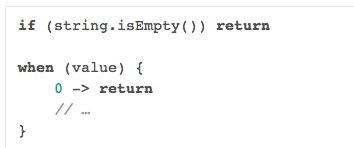 if (string.isEmpty()) return
when (value) {
0 -> return
// …
}